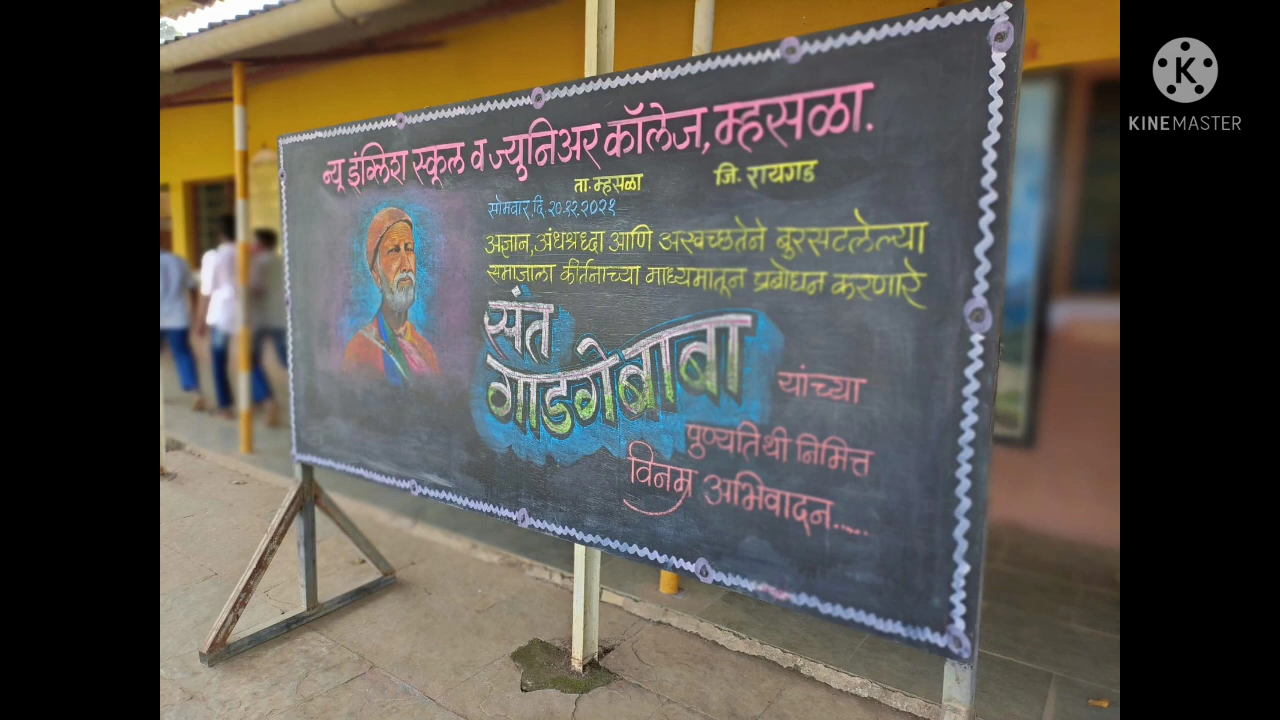 न्यू इंग्लिश स्कूल व ज्युनिअर कॉलेज, म्हसळा.
ता. म्हसळा जि. रायगड
सोमवार, दि. २०.१२.२०२१
अज्ञान, अंधश्रध्दा आणि अस्वच्छतेने बुरसटलेल्या
समाजाला कीर्तनाच्या माध्यमातून प्रबोधन करणारे
संत
गाडगेबाबा
यांच्या
पुण्यतिथी निमित्त
विनम्र अभिवादन.....
KINEMASTER